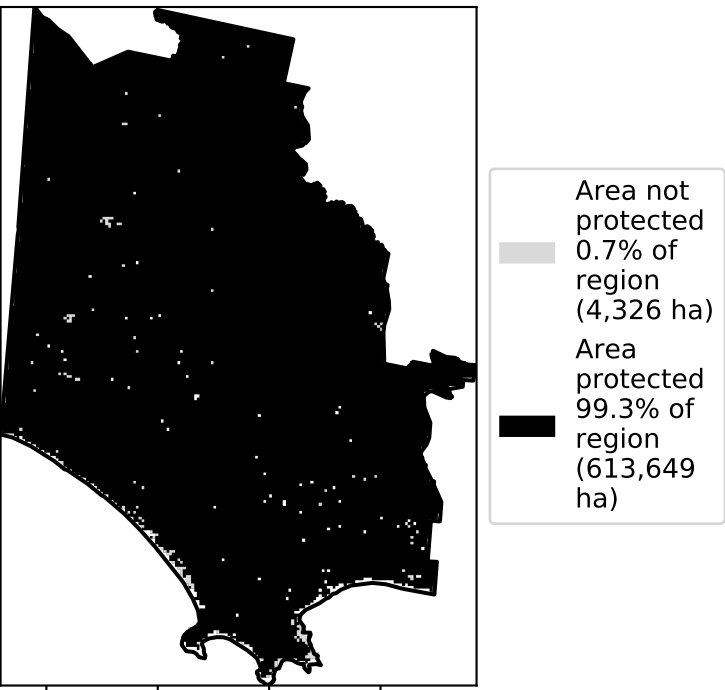 Area not
protected
0.7% of
region
(4,326 ha)
Area
protected
99.3% of
region
(613,649
ha)